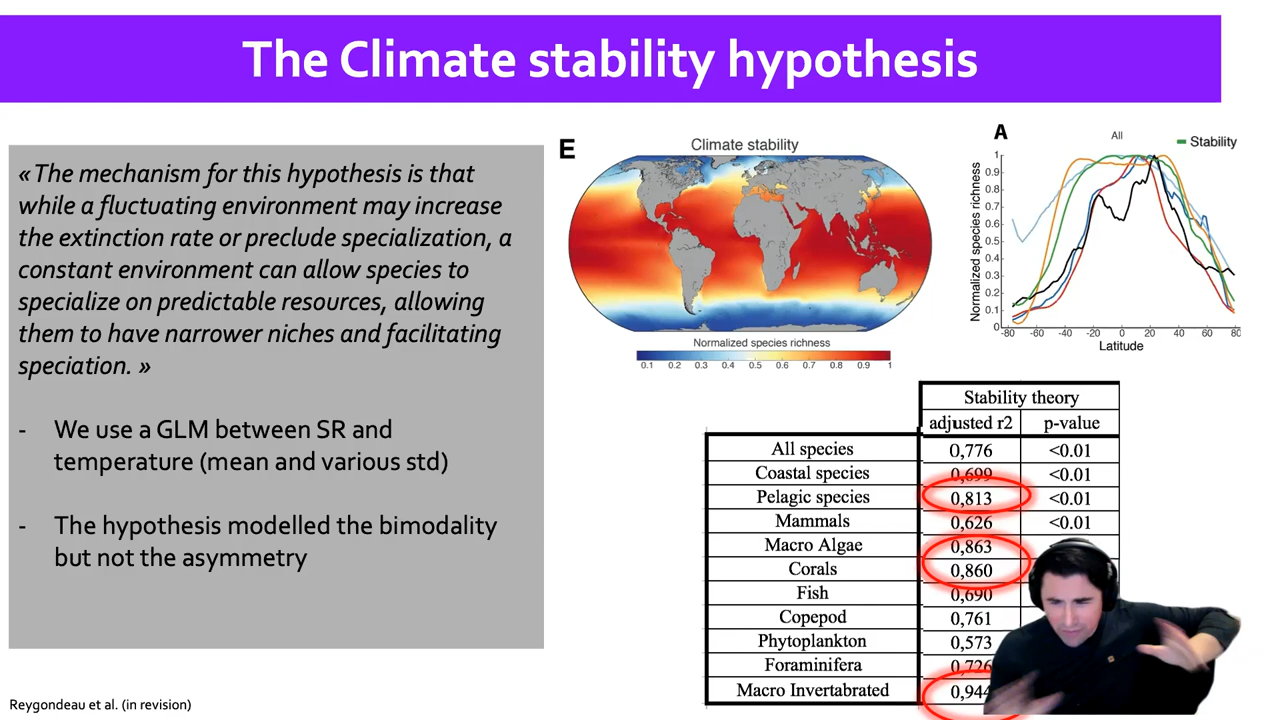 The Climate stability hypothesis
«The mechanism for this hypothesis is that
while a fluctuating environment may increase
the extinction rate or preclude specialization, a
constant environment can allow species to
specialize on predictable resources, allowing
them to have narrower niches and facilitating
speciation. »
- We use a GLM between SR and
temperature (mean and various std)
- The hypothesis modelled the bimodality
but not the asymmetry
Reygondeau et al. (in revision)
E
Climate stability
Normalized species richness
0.1 0.2 0.3 0.4 0.5 0.6 0.7 0.8 0.9 1
A
All
Stability
Normalized species richness
1
0.9
0.8
0.7
0.6
0.5
0.4
0.3
0.2
0.1
0
-80 -60 -40 -20 0 20 40 60 80
Latitude
Stability theory
adjusted r2 p-value
All species 0,776 <0.01
Coastal species 0,699 <0.01
Pelagic species 0,813 <0.01
Mammals 0,626 <0.01
Macro Algae 0,863
Corals 0,860
Fish 0,690
Copepod 0,761
Phytoplankton 0,573
Foraminifera 0,726
Macro Invertabrated 0,944